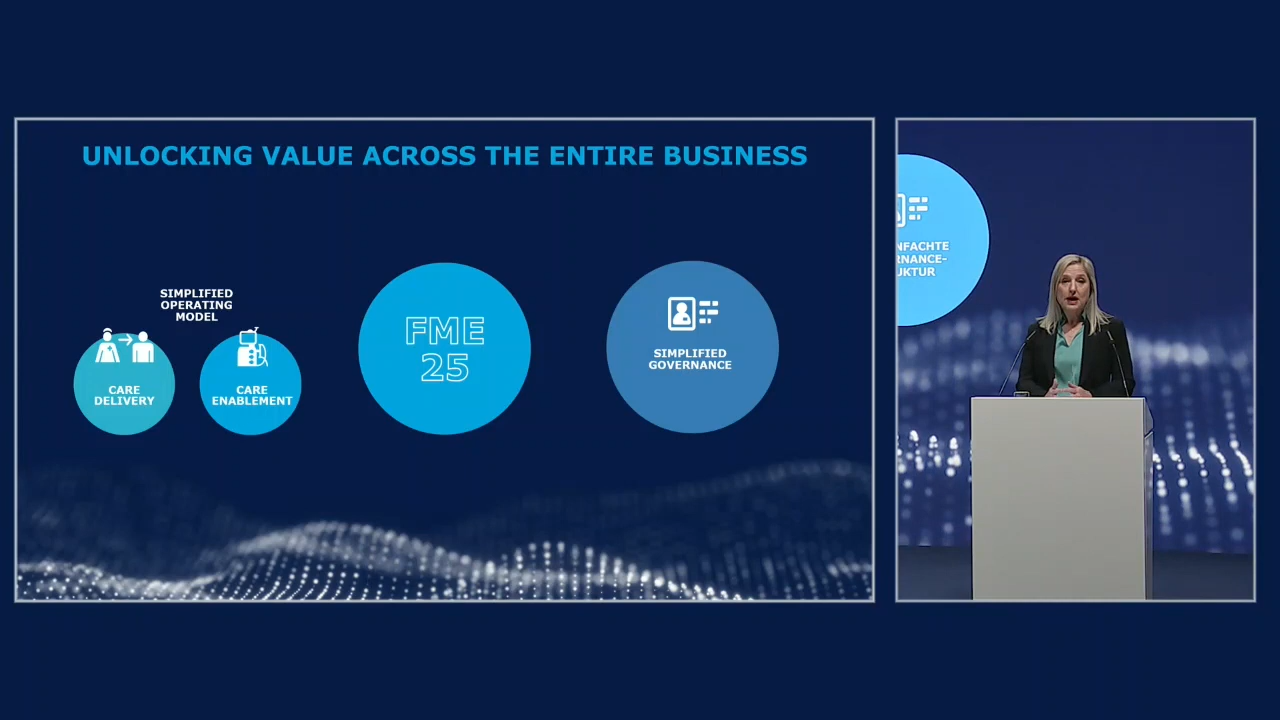 UNLOCKING VALUE ACROSS THE ENTIRE BUSINESS
SIMPLIFIED
OPERATING
MODEL
CARE
DELIVERY
CARE
ENABLEMENT
FME
25
SIMPLIFIED
GOVERNANCE
NFACHTE
RNANCE-
UKTUR